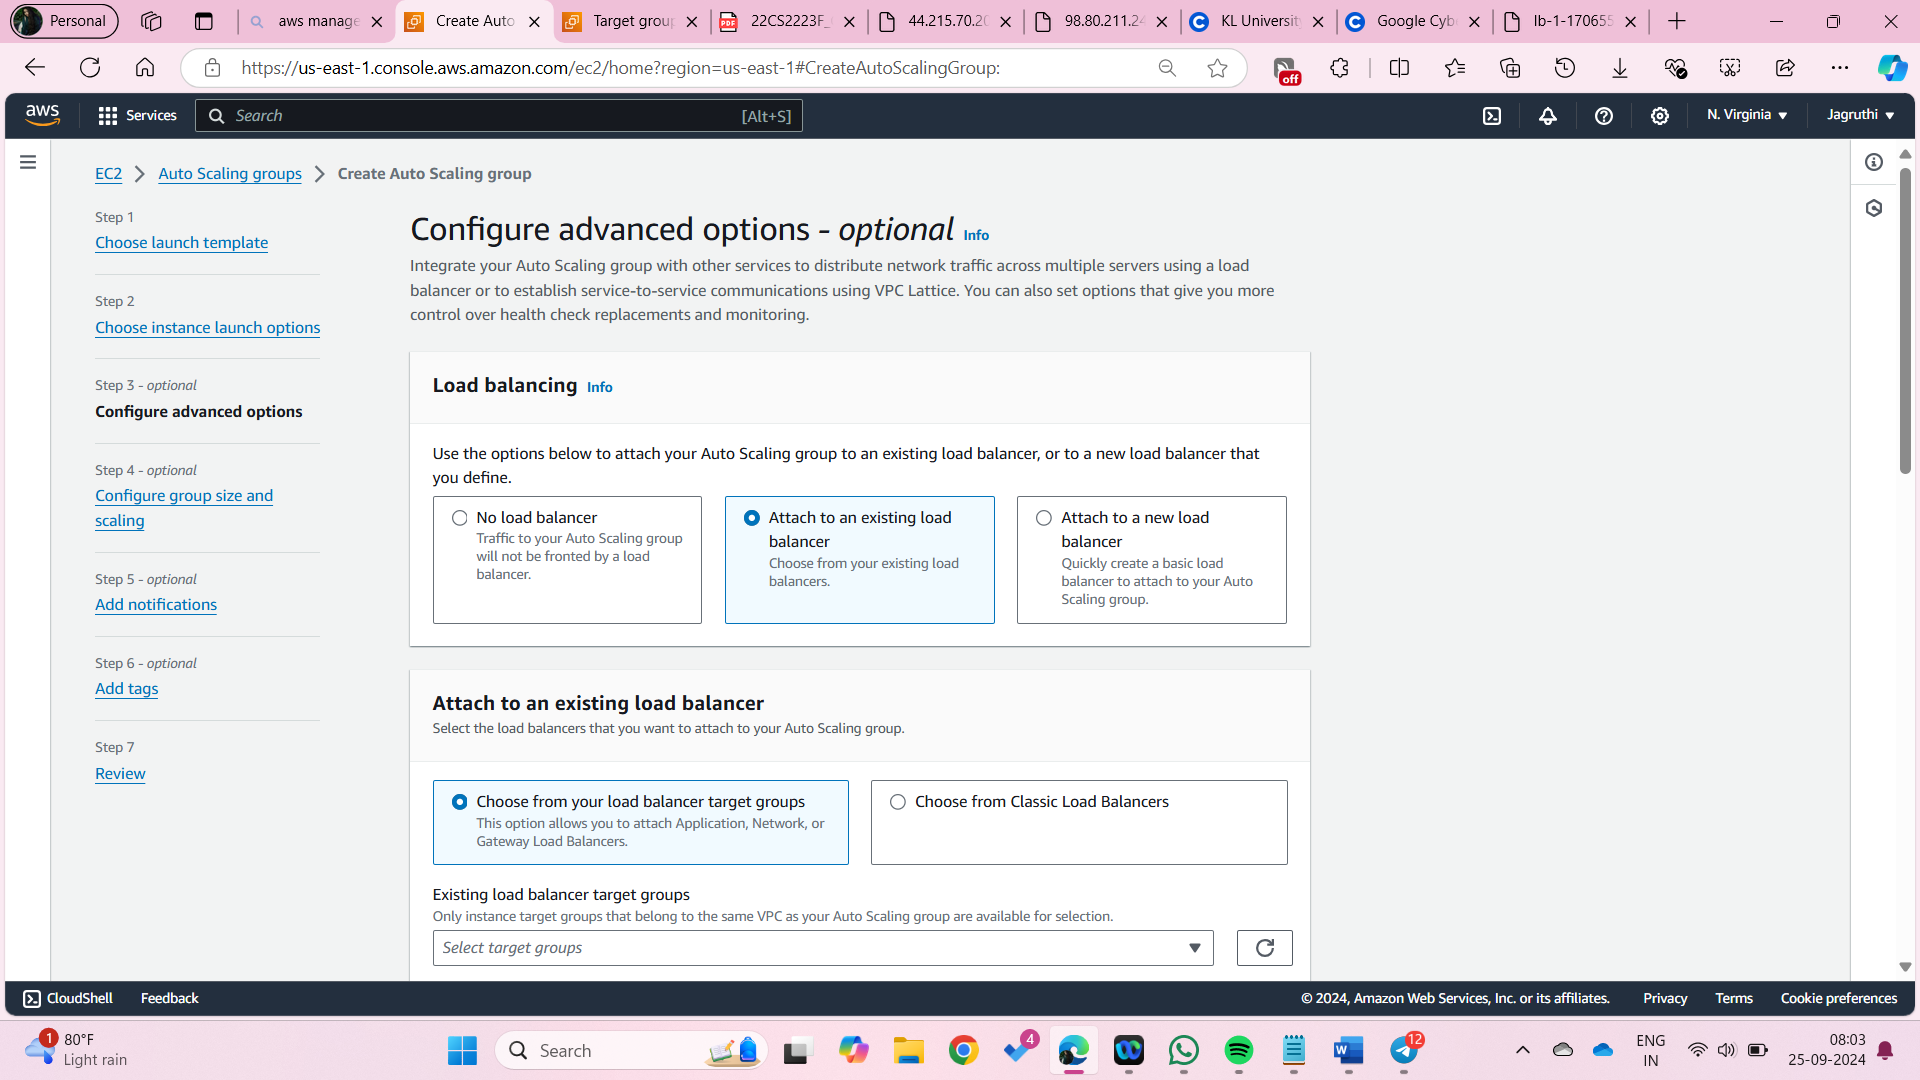 Personal
aws manage
Create Auto
Target group
22CS2223F_
44.215.70.20
98.80.211.24
KL University
Google Cyb
lb-1-170655
https://us-east-1.console.aws.amazon.com/ec2/home?region=us-east-1#CreateAutoScalingGroup:
off
aws
Services
Search
[Alt+S]
N. Virginia
Jagruthi
EC2
Auto Scaling groups
Create Auto Scaling group
Step 1
Choose launch template
Step 2
Choose instance launch options
Step 3 - optional
Configure advanced options
Step 4 - optional
Configure group size and
scaling
Step 5 - optional
Add notifications
Step 6 - optional
Add tags
Step 7
Review
Configure advanced options - optional Info
Integrate your Auto Scaling group with other services to distribute network traffic across multiple servers using a load
balancer or to establish service-to-service communications using VPC Lattice. You can also set options that give you more
control over health check replacements and monitoring.
Load balancing Info
Use the options below to attach your Auto Scaling group to an existing load balancer, or to a new load balancer that
you define.
No load balancer
Traffic to your Auto Scaling group
will not be fronted by a load
balancer.
Attach to an existing load
balancer
Choose from your existing load
balancers.
Attach to a new load
balancer
Quickly create a basic load
balancer to attach to your Auto
Scaling group.
Attach to an existing load balancer
Select the load balancers that you want to attach to your Auto Scaling group.
Choose from your load balancer target groups
This option allows you to attach Application, Network, or
Gateway Load Balancers.
Choose from Classic Load Balancers
Existing load balancer target groups
Only instance target groups that belong to the same VPC as your Auto Scaling group are available for selection.
Select target groups
CloudShell
Feedback
© 2024, Amazon Web Services, Inc. or its affiliates.
Privacy
Terms
Cookie preferences
1
80°F
Light rain
Search
4
12
ENG
IN
08:03
25-09-2024